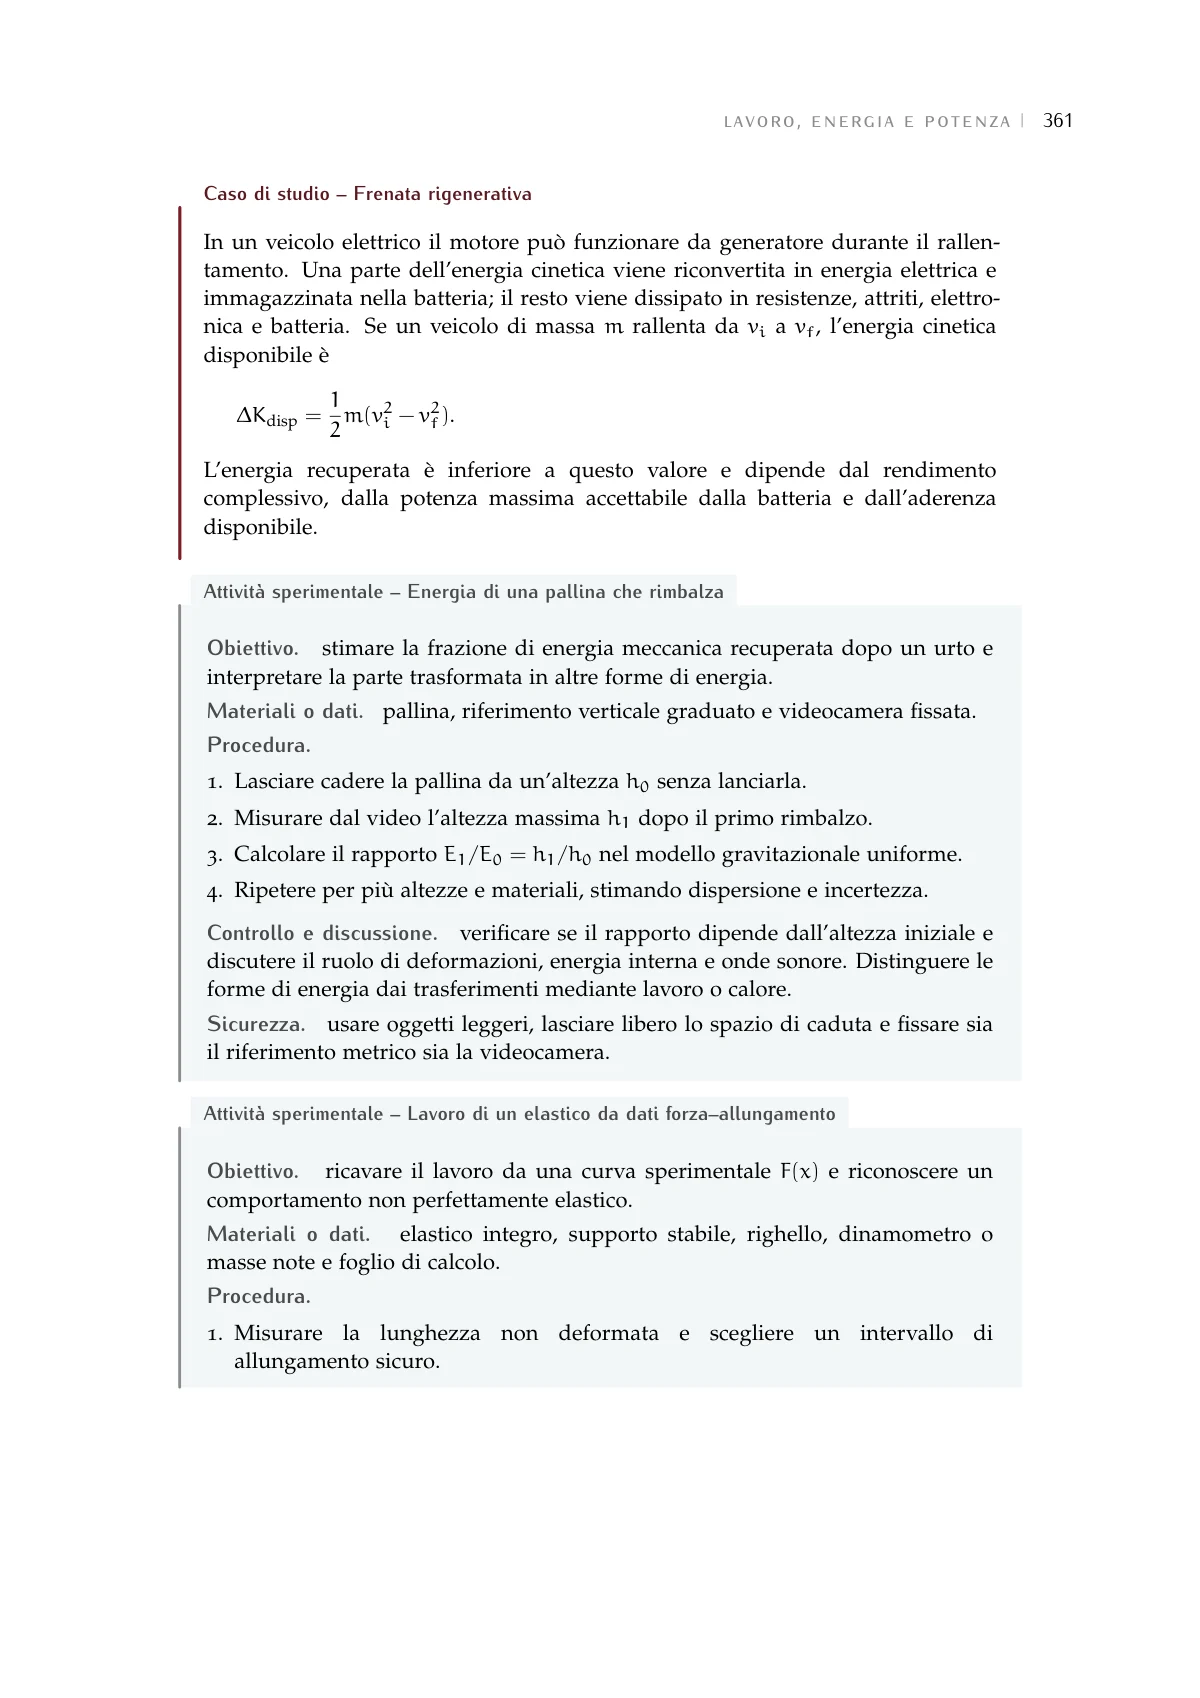 LAVORO, ENERGIA E POTENZA | 361
Caso di studio – Frenata rigenerativa
In un veicolo elettrico il motore può funzionare da generatore durante il rallen-
tamento. Una parte dell'energia cinetica viene riconvertita in energia elettrica e
immagazzinata nella batteria; il resto viene dissipato in resistenze, attriti, elettro-
nica e batteria. Se un veicolo di massa m rallenta da v_i a v_f, l'energia cinetica
disponibile è
ΔK_disp = 1/2 m(v_i^2 − v_f^2).
L'energia recuperata è inferiore a questo valore e dipende dal rendimento
complessivo, dalla potenza massima accettabile dalla batteria e dall'aderenza
disponibile.
Attività sperimentale – Energia di una pallina che rimbalza
Obiettivo. stimare la frazione di energia meccanica recuperata dopo un urto e
interpretare la parte trasformata in altre forme di energia.
Materiali o dati. pallina, riferimento verticale graduato e videocamera fissata.
Procedura.
1. Lasciare cadere la pallina da un'altezza h_0 senza lanciarla.
2. Misurare dal video l'altezza massima h_1 dopo il primo rimbalzo.
3. Calcolare il rapporto E_1/E_0 = h_1/h_0 nel modello gravitazionale uniforme.
4. Ripetere per più altezze e materiali, stimando dispersione e incertezza.
Controllo e discussione. verificare se il rapporto dipende dall'altezza iniziale e
discutere il ruolo di deformazioni, energia interna e onde sonore. Distinguere le
forme di energia dai trasferimenti mediante lavoro o calore.
Sicurezza. usare oggetti leggeri, lasciare libero lo spazio di caduta e fissare sia
il riferimento metrico sia la videocamera.
Attività sperimentale – Lavoro di un elastico da dati forza–allungamento
Obiettivo. ricavare il lavoro da una curva sperimentale F(x) e riconoscere un
comportamento non perfettamente elastico.
Materiali o dati. elastico integro, supporto stabile, righello, dinamometro o
masse note e foglio di calcolo.
Procedura.
1. Misurare la lunghezza non deformata e scegliere un intervallo di
allungamento sicuro.